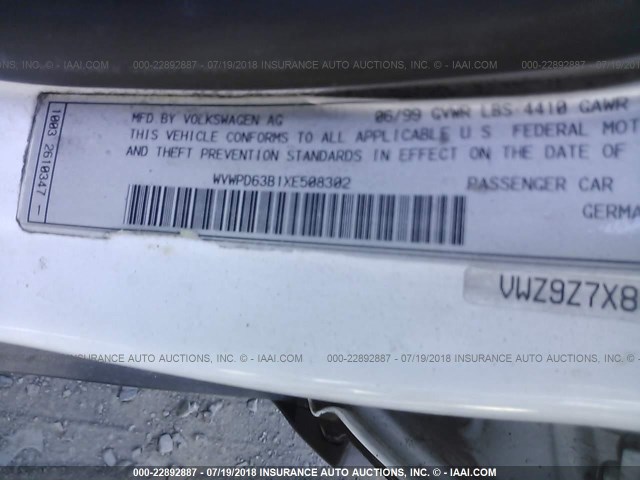 000-22892887 - 07/19/2018 INSURANCE AUTO AUCTIONS, INC. - © - IAAI.COM
000-22892887 - 07/19/2018 INSURANCE AUTO AUCTIONS, INC. - © - IAAI.COM
1003 2610347 -
MFD BY VOLKSWAGEN AG 06/99 GVWR LBS 4410 GAWR
THIS VEHICLE CONFORMS TO ALL APPLICABLE U S FEDERAL MOT
AND THEFT PREVENTION STANDARDS IN EFFECT ON THE DATE OF
WVWPD63B1XE508302 PASSENGER CAR
GERMA
VWZ9Z7X8
INSURANCE AUTO AUCTIONS, INC. - © - IAAI.COM
000-22892887 - 07/19/2018 INSURANCE AUTO AUCTIONS
000-22892887 - 07/19/2018 INSURANCE AUTO AUCTIONS, INC. - © - IAAI.COM